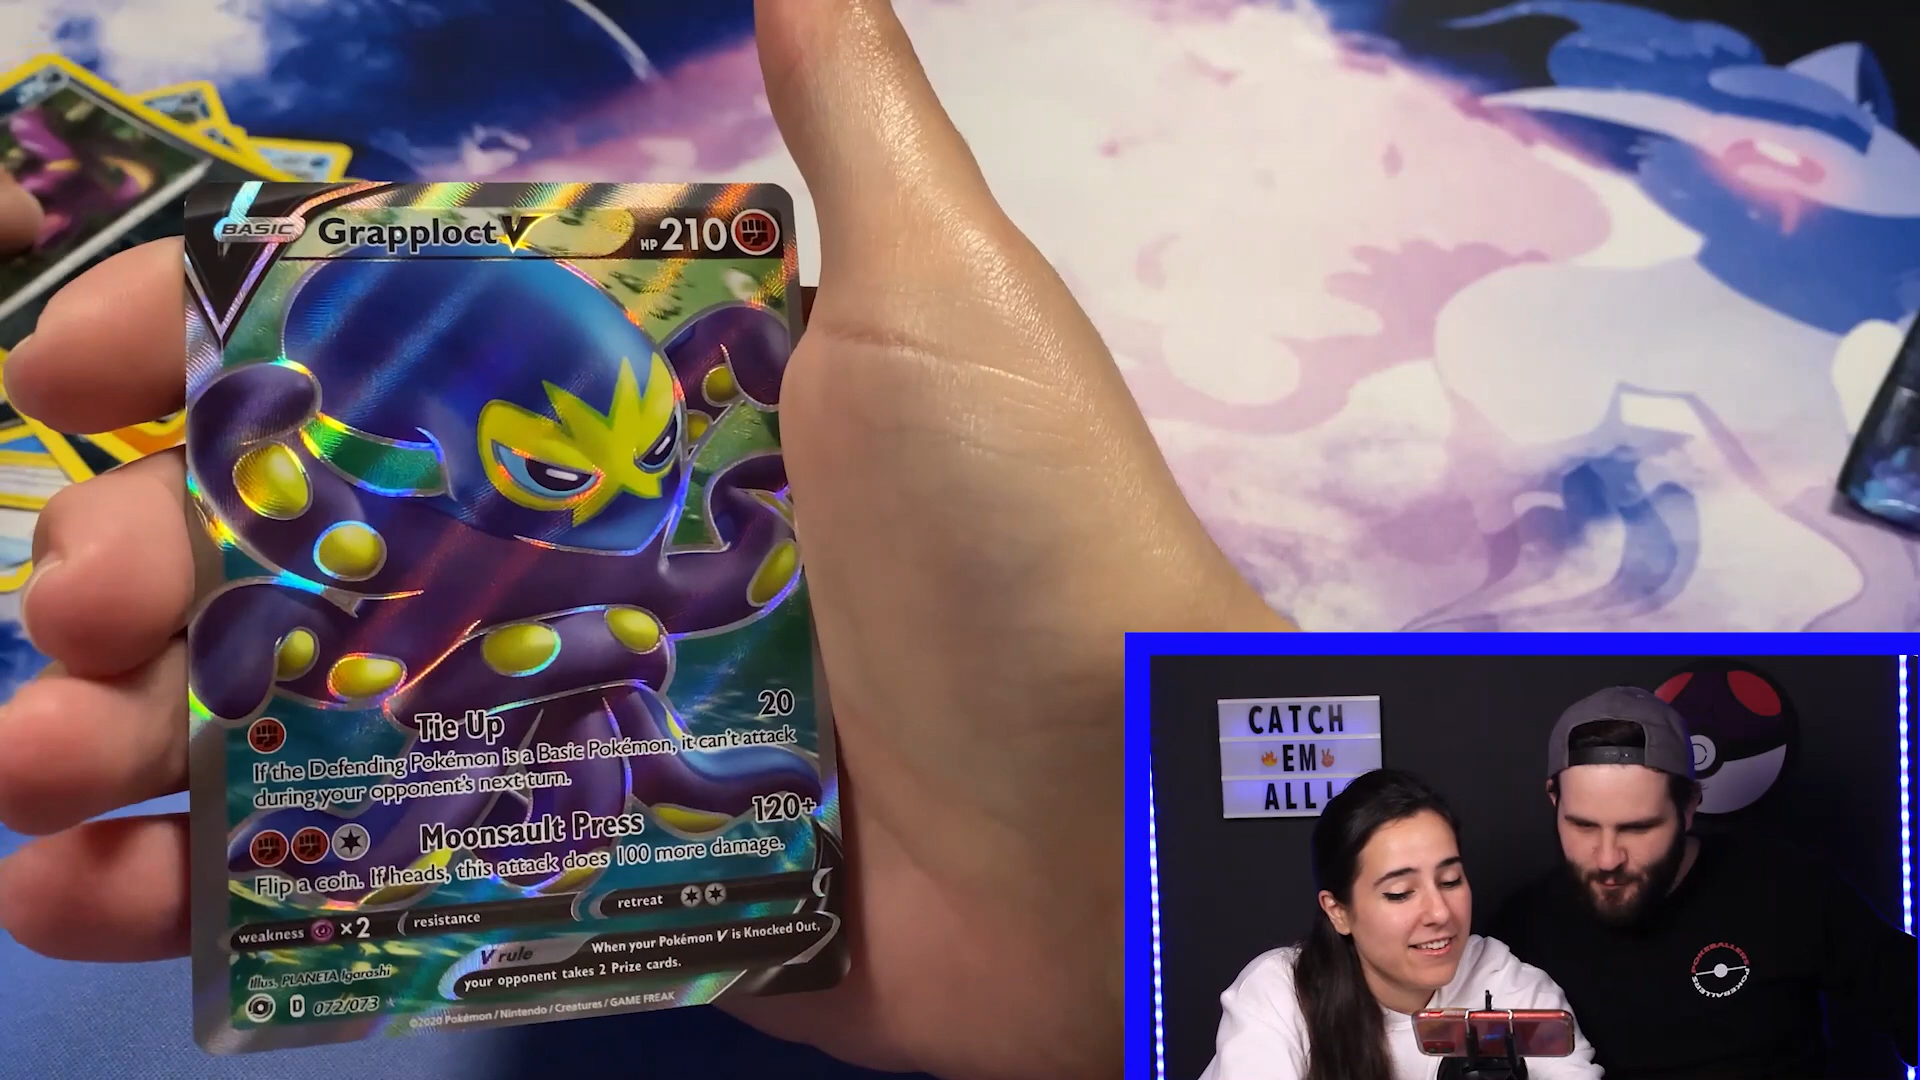 BASIC Grapploct V HP 210
Tie Up 20
If the Defending Pokémon is a Basic Pokémon, it can't attack
during your opponent's next turn.
Moonsault Press 120+
Flip a coin. If heads, this attack does 100 more damage.
weakness ×2 resistance retreat
V rule When your Pokémon V is Knocked Out,
your opponent takes 2 Prize cards.
Illus. PLANETA Igarashi
D 072/073
©2020 Pokémon / Nintendo / Creatures / GAME FREAK
CATCH
🔥EM✌
ALL!
POKEBALLERS
POKEBALLERS